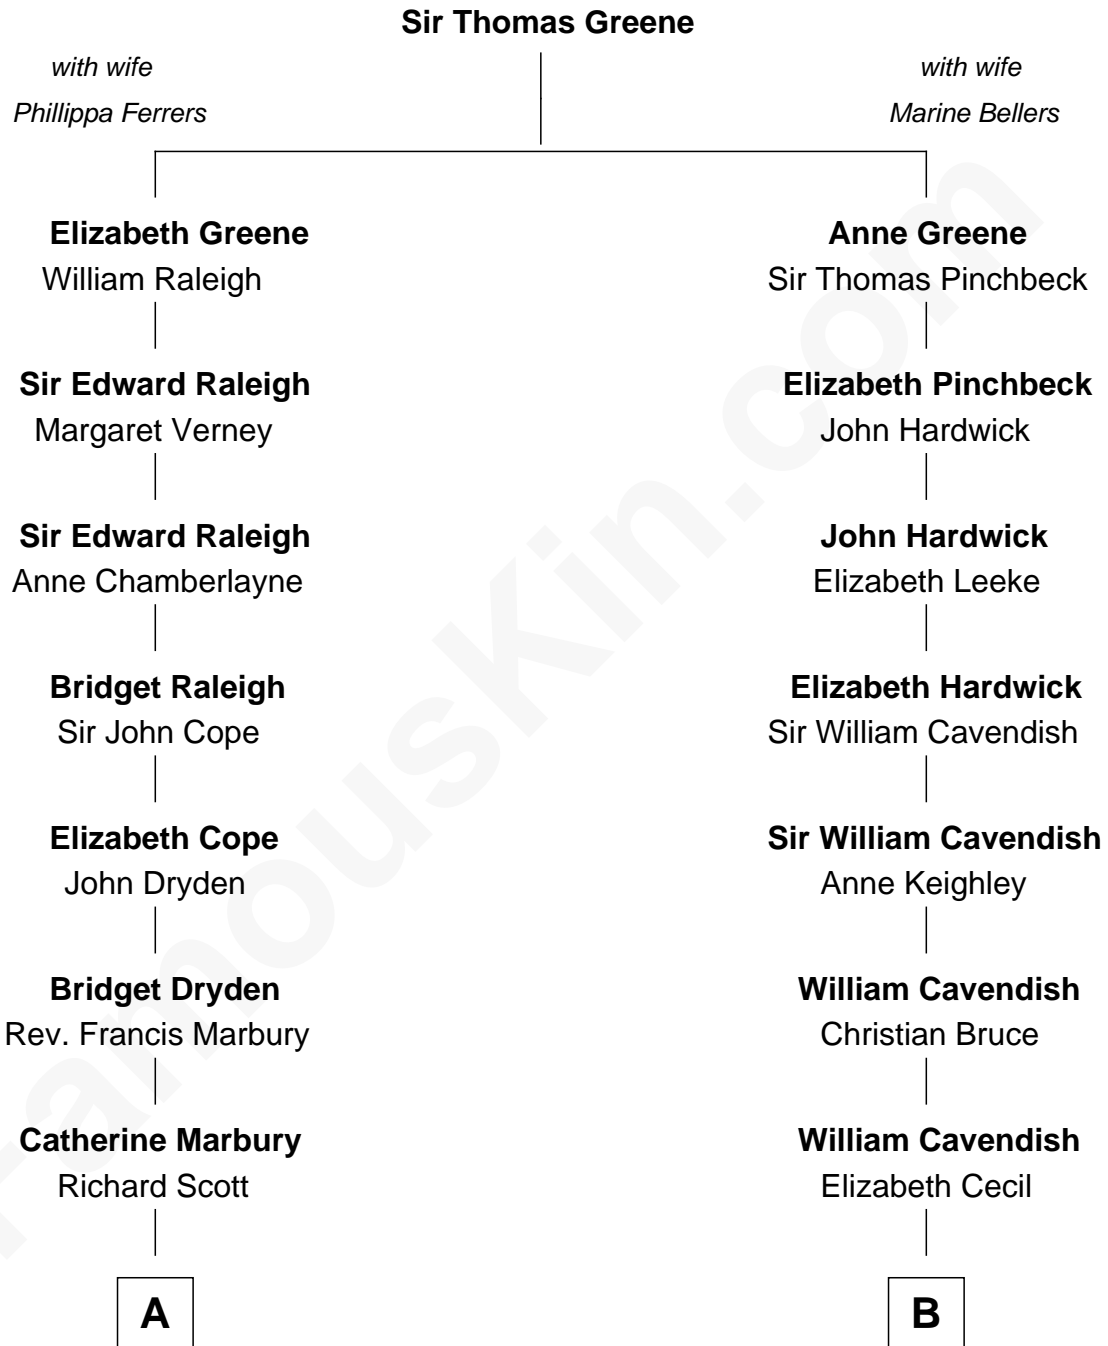 Sir Thomas Greene
with wife
Phillippa Ferrers
with wife
Marine Bellers
Elizabeth Greene
William Raleigh
Anne Greene
Sir Thomas Pinchbeck
Sir Edward Raleigh
Margaret Verney
Elizabeth Pinchbeck
John Hardwick
Sir Edward Raleigh
Anne Chamberlayne
John Hardwick
Elizabeth Leeke
Bridget Raleigh
Sir John Cope
Elizabeth Hardwick
Sir William Cavendish
Elizabeth Cope
John Dryden
Sir William Cavendish
Anne Keighley
Bridget Dryden
Rev. Francis Marbury
William Cavendish
Christian Bruce
Catherine Marbury
Richard Scott
William Cavendish
Elizabeth Cecil
A
B
FamousKin.com